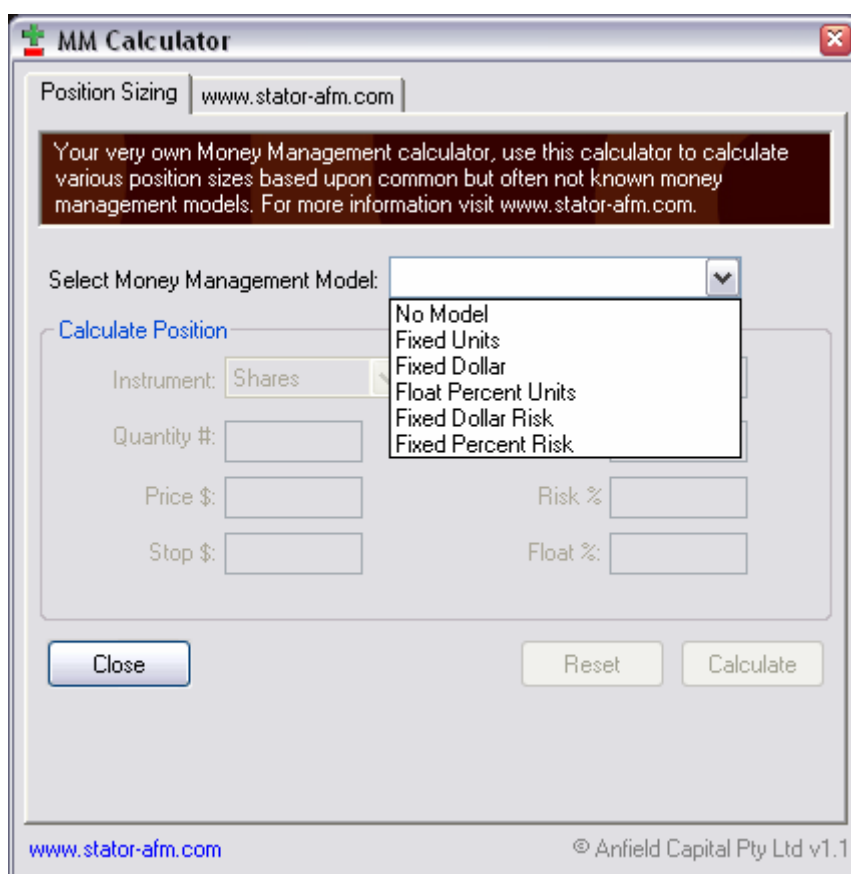 MM Calculator
Position Sizing
www.stator-afm.com
Your very own Money Management calculator, use this calculator to calculate
various position sizes based upon common but often not known money
management models. For more information visit www.stator-afm.com.
Select Money Management Model:
No Model
Fixed Units
Fixed Dollar
Float Percent Units
Fixed Dollar Risk
Fixed Percent Risk
Calculate Position
Instrument: Shares
Quantity #:
Price $: Risk %
Stop $: Float %:
Close Reset Calculate
www.stator-afm.com © Anfield Capital Pty Ltd v1.1